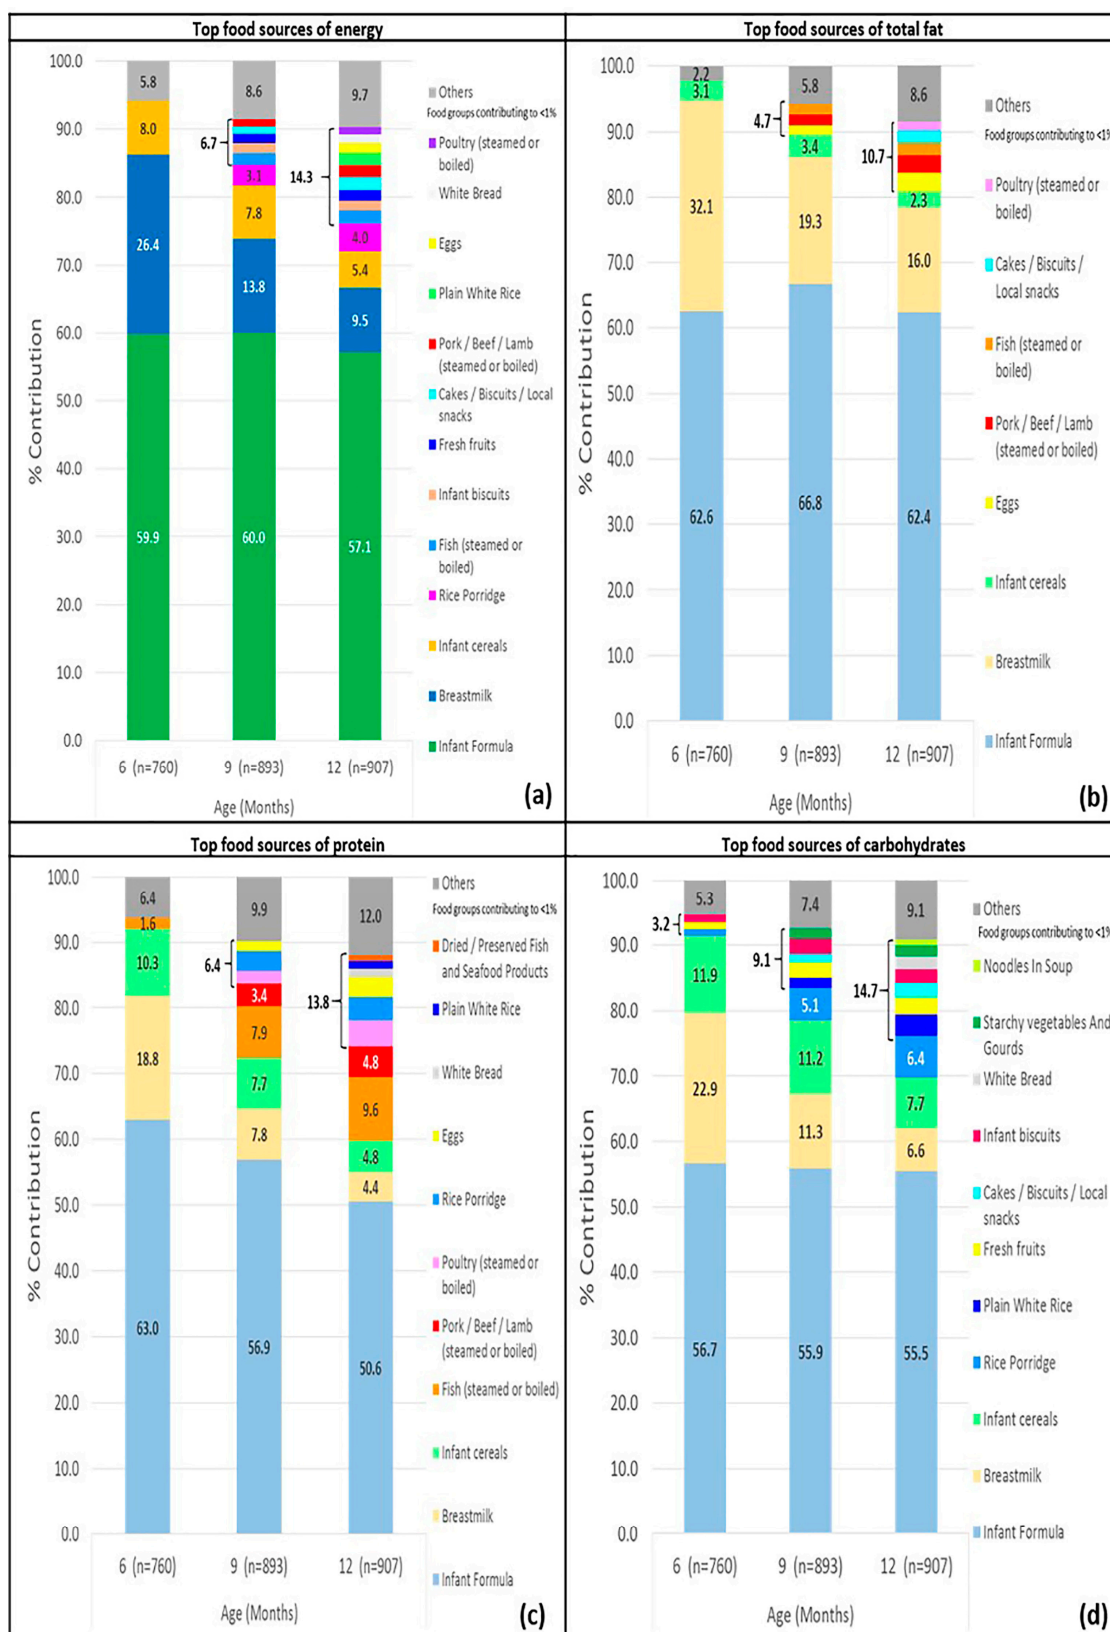 Top food sources of energy
100.0
90.0
80.0
70.0
60.0
50.0
40.0
30.0
20.0
10.0
0.0
% Contribution
5.8
8.0
26.4
59.9
8.6
6.7
3.1
7.8
13.8
60.0
9.7
14.3
4.0
5.4
9.5
57.1
6 (n=760)
9 (n=893)
12 (n=907)
Age (Months)
Others
Food groups contributing to <1%
Poultry (steamed or
boiled)
White Bread
Eggs
Plain White Rice
Pork / Beef / Lamb
(steamed or boiled)
Cakes / Biscuits / Local
snacks
Fresh fruits
Infant biscuits
Fish (steamed or
boiled)
Rice Porridge
Infant cereals
Breastmilk
Infant Formula
(a)
Top food sources of total fat
100.0
90.0
80.0
70.0
60.0
50.0
40.0
30.0
20.0
10.0
0.0
% Contribution
2.2
3.1
32.1
62.6
5.8
4.7
3.4
19.3
66.8
8.6
10.7
2.3
16.0
62.4
6 (n=760)
9 (n=893)
12 (n=907)
Age (Months)
Others
Food groups contributing to <1%
Poultry (steamed or
boiled)
Cakes / Biscuits /
Local snacks
Fish (steamed or
boiled)
Pork / Beef / Lamb
(steamed or boiled)
Eggs
Infant cereals
Breastmilk
Infant Formula
(b)
Top food sources of protein
100.0
90.0
80.0
70.0
60.0
50.0
40.0
30.0
20.0
10.0
0.0
% Contribution
6.4
1.6
10.3
18.8
63.0
9.9
6.4
3.4
7.9
7.7
7.8
56.9
12.0
13.8
4.8
9.6
4.8
4.4
50.6
6 (n=760)
9 (n=893)
12 (n=907)
Age (Months)
Others
Food groups contributing to <1%
Dried / Preserved Fish
and Seafood Products
Plain White Rice
White Bread
Eggs
Rice Porridge
Poultry (steamed or
boiled)
Pork / Beef / Lamb
(steamed or boiled)
Fish (steamed or boiled)
Infant cereals
Breastmilk
Infant Formula
(c)
Top food sources of carbohydrates
100.0
90.0
80.0
70.0
60.0
50.0
40.0
30.0
20.0
10.0
0.0
% Contribution
5.3
3.2
11.9
22.9
56.7
7.4
9.1
5.1
11.2
11.3
55.9
9.1
14.7
6.4
7.7
6.6
55.5
6 (n=760)
9 (n=893)
12 (n=907)
Age (Months)
Others
Food groups contributing to <1%
Noodles In Soup
Starchy vegetables And
Gourds
White Bread
Infant biscuits
Cakes / Biscuits / Local
snacks
Fresh fruits
Plain White Rice
Rice Porridge
Infant cereals
Breastmilk
Infant Formula
(d)